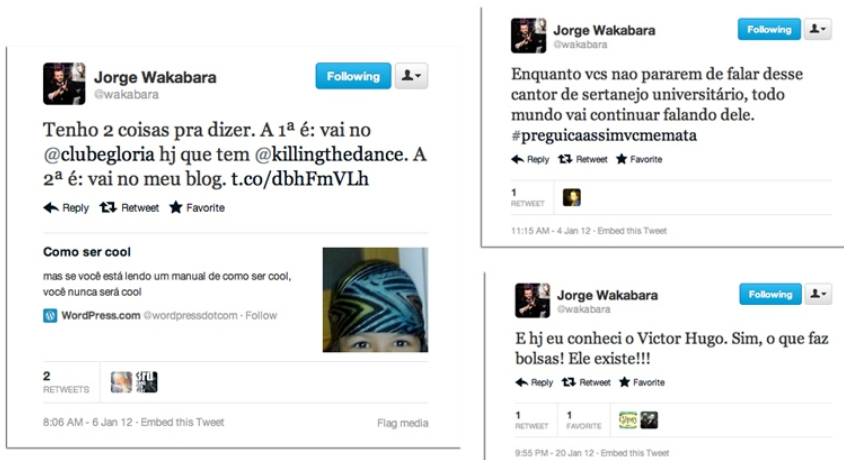 Jorge Wakabara
@wakabara
Following
Tenho 2 coisas pra dizer. A 1ª é: vai no
@clubegloria hj que tem @killingthedance. A
2ª é: vai no meu blog. t.co/dbhFmVLh
Reply Retweet Favorite
Como ser cool
mas se você está lendo um manual de como ser cool,
você nunca será cool
WordPress.com @wordpressdotcom · Follow
2
RETWEETS
8:06 AM - 6 Jan 12 · Embed this Tweet
Flag media
Jorge Wakabara
@wakabara
Following
Enquanto vcs nao pararem de falar desse
cantor de sertanejo universitário, todo
mundo vai continuar falando dele.
#preguicaassimvcmemata
Reply Retweet Favorite
1
RETWEET
11:15 AM - 4 Jan 12 · Embed this Tweet
Jorge Wakabara
@wakabara
Following
E hj eu conheci o Victor Hugo. Sim, o que faz
bolsas! Ele existe!!!
Reply Retweet Favorite
1 1
RETWEET FAVORITE
9:55 PM - 20 Jan 12 · Embed this Tweet